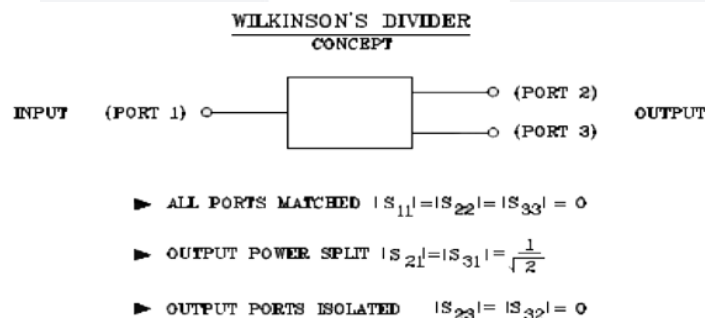 WILKINSON'S DIVIDER
CONCEPT
INPUT (PORT 1) (PORT 2) OUTPUT
(PORT 3)
► ALL PORTS MATCHED |S11|=|S22|=|S33| = 0
► OUTPUT POWER SPLIT |S21|=|S31|= 1/√2
► OUTPUT PORTS ISOLATED |S23|= |S32|= 0